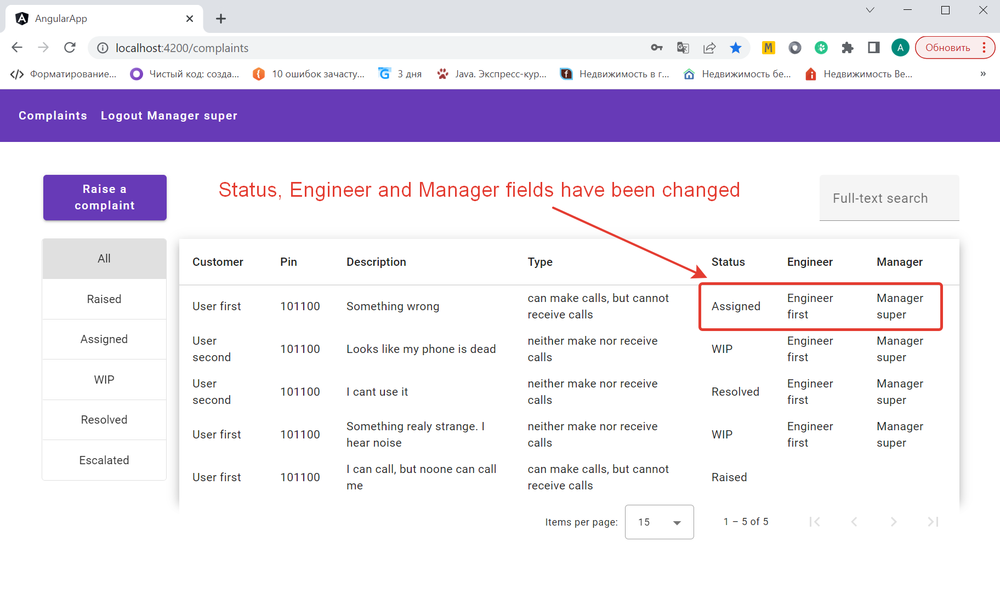 AngularApp
localhost:4200/complaints
M
A
Обновить
Форматирование...
Чистый код: созда...
10 ошибок зачасту...
3 дня
Java. Экспресс-кур...
Недвижимость в г...
Недвижимость бе...
Недвижимость Ве...
»
Complaints Logout Manager super
Raise a
complaint
Status, Engineer and Manager fields have been changed
Full-text search
All
Raised
Assigned
WIP
Resolved
Escalated
Customer Pin Description Type Status Engineer Manager
User first 101100 Something wrong can make calls, but cannot receive calls Assigned Engineer first Manager super
User second 101100 Looks like my phone is dead neither make nor receive calls WIP Engineer first Manager super
User second 101100 I cant use it neither make nor receive calls Resolved Engineer first Manager super
User first 101100 Something realy strange. I hear noise neither make nor receive calls WIP Engineer first Manager super
User first 101100 I can call, but noone can call me can make calls, but cannot receive calls Raised
Items per page: 15 1 – 5 of 5